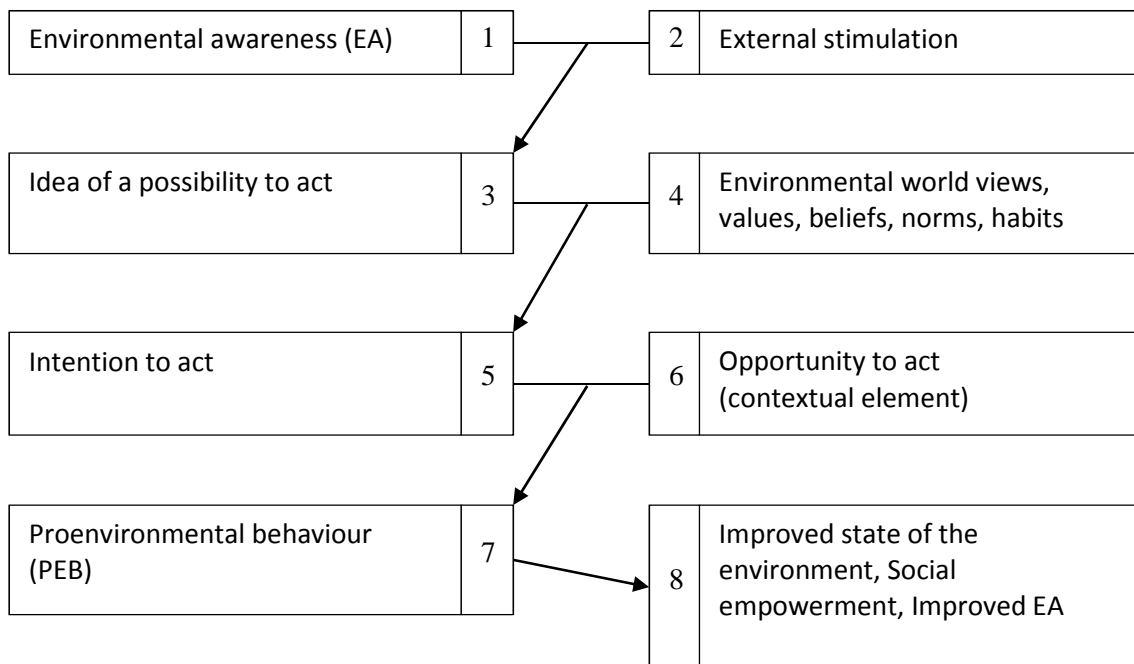 Environmental awareness (EA)
1
2
External stimulation
Idea of a possibility to act
3
4
Environmental world views,
values, beliefs, norms, habits
Intention to act
5
6
Opportunity to act
(contextual element)
Proenvironmental behaviour
(PEB)
7
8
Improved state of the
environment, Social
empowerment, Improved EA